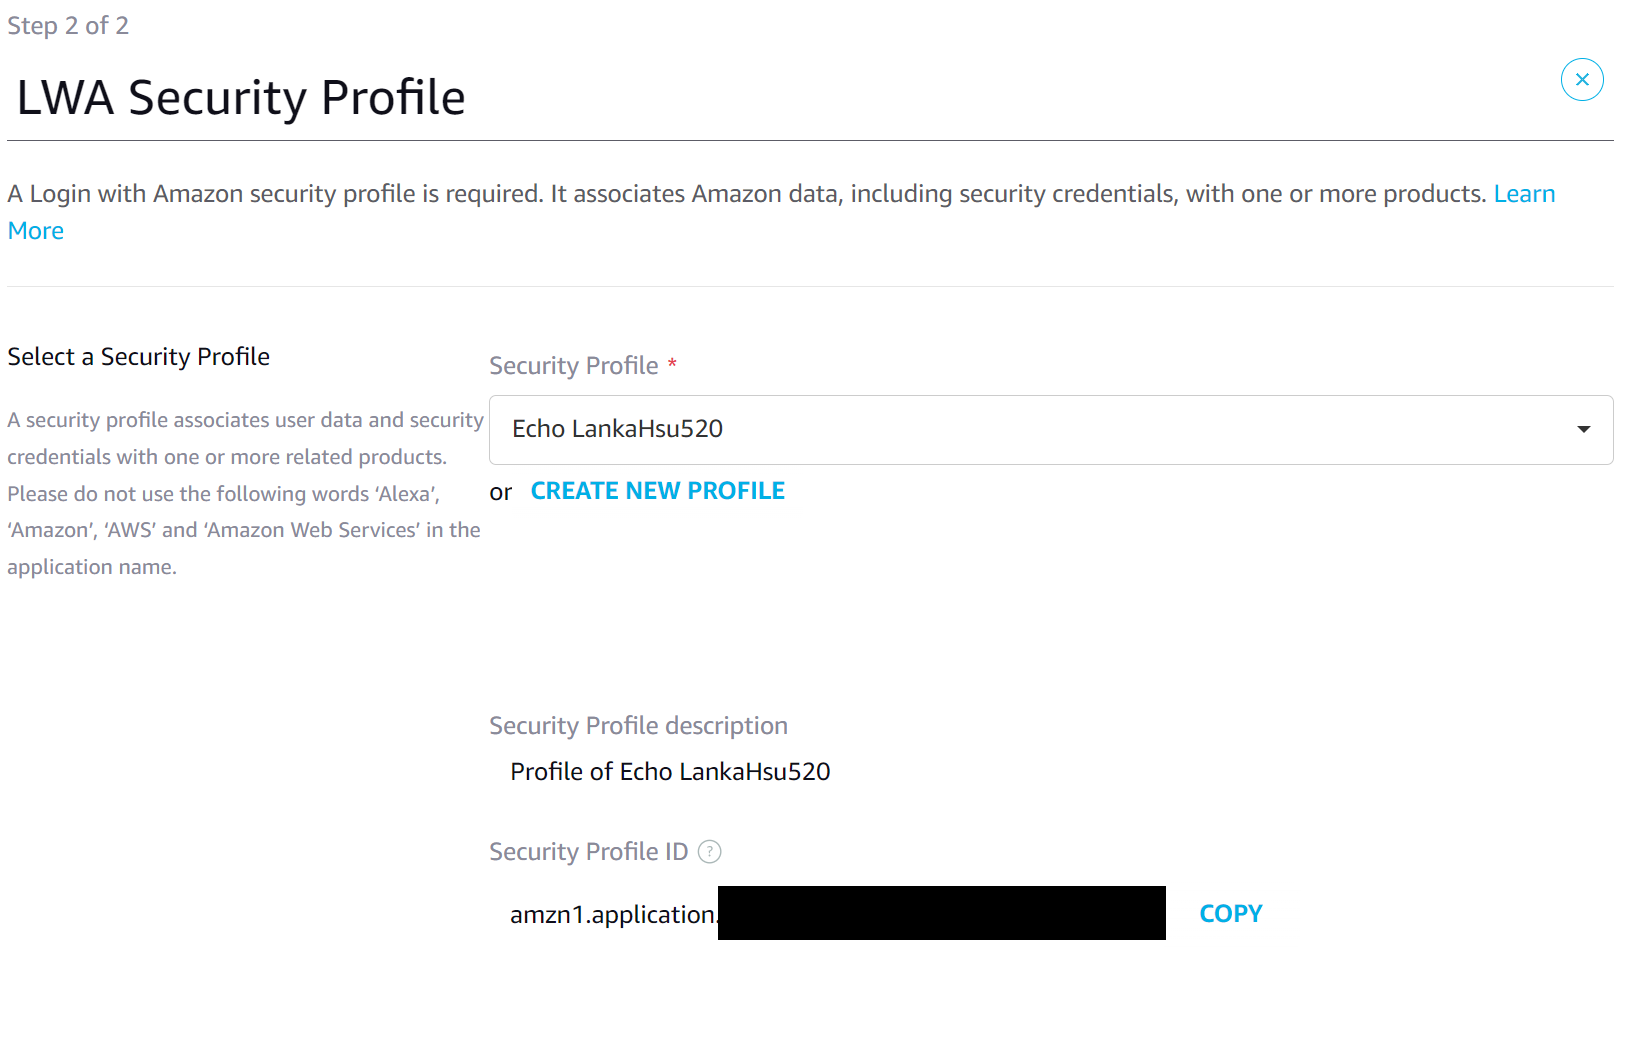 Step 2 of 2
LWA Security Profile
A Login with Amazon security profile is required. It associates Amazon data, including security credentials, with one or more products. Learn
More
Select a Security Profile
A security profile associates user data and security
credentials with one or more related products.
Please do not use the following words ‘Alexa’,
‘Amazon’, ‘AWS’ and ‘Amazon Web Services’ in the
application name.
Security Profile *
Echo LankaHsu520
or CREATE NEW PROFILE
Security Profile description
Profile of Echo LankaHsu520
Security Profile ID ?
amzn1.application.
COPY